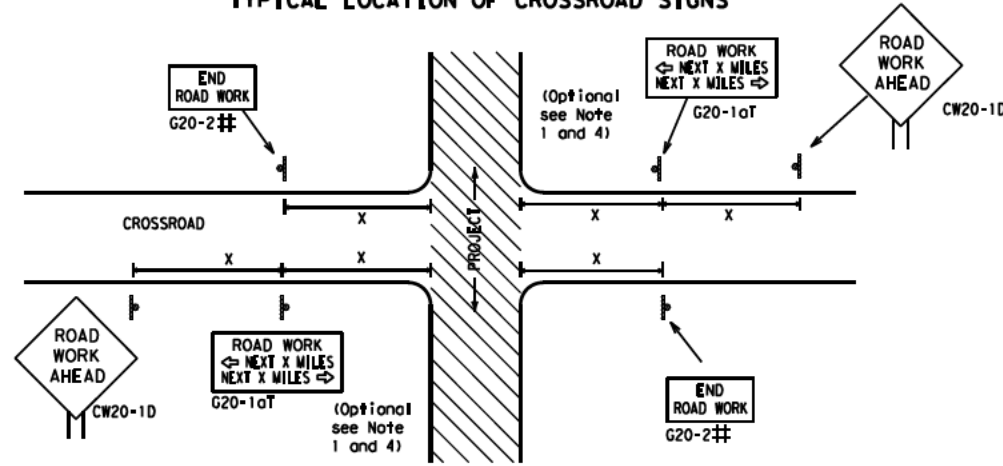 TYPICAL LOCATION OF CROSSROAD SIGNS
END
ROAD WORK
G20-2#
(Optional
see Note
1 and 4)
ROAD WORK
⇦ NEXT X MILES
NEXT X MILES ⇨
G20-1aT
ROAD
WORK
AHEAD
CW20-1D
CROSSROAD
X
X
X
PROJECT
X
X
X
ROAD
WORK
AHEAD
CW20-1D
ROAD WORK
⇦ NEXT X MILES
NEXT X MILES ⇨
G20-1aT
(Optional
see Note
1 and 4)
END
ROAD WORK
G20-2#